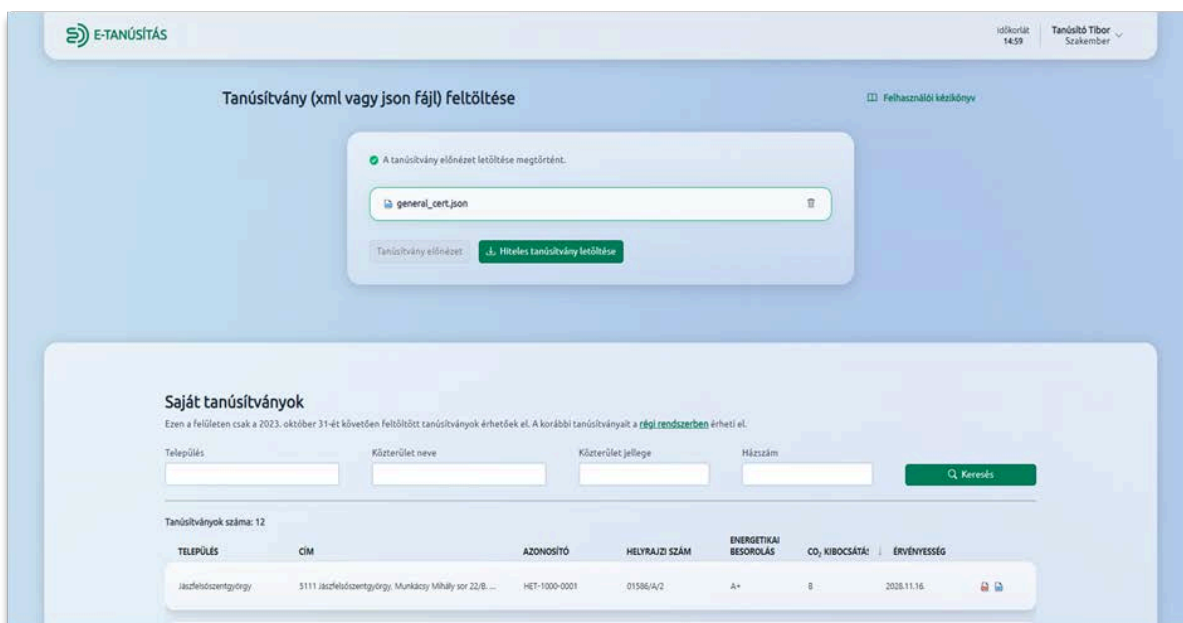 E-TANÚSÍTÁS
Időkorlát
14:59
Tanúsító Tibor
Szakember
Tanúsítvány (xml vagy json fájl) feltöltése
Felhasználói kézikönyv
A tanúsítvány előnézet letöltése megtörtént.
general_cert.json
Tanúsítvány előnézet
Hiteles tanúsítvány letöltése
Saját tanúsítványok
Ezen a felületen csak a 2023. október 31-ét követően feltöltött tanúsítványok érhetőek el. A korábbi tanúsítványait a régi rendszerben érheti el.
Település Közterület neve Közterület jellege Házszám
Keresés
Tanúsítványok száma: 12
TELEPÜLÉS CÍM AZONOSÍTÓ HELYRAJZI SZÁM ENERGETIKAI BESOROLÁS CO₂ KIBOCSÁTÁS ÉRVÉNYESSÉG
Jászfelsőszentgyörgy 5111 Jászfelsőszentgyörgy, Munkácsy Mihály sor 22/B. ... HET-1000-0001 01586/A/2 A+ 8 2028.11.16.